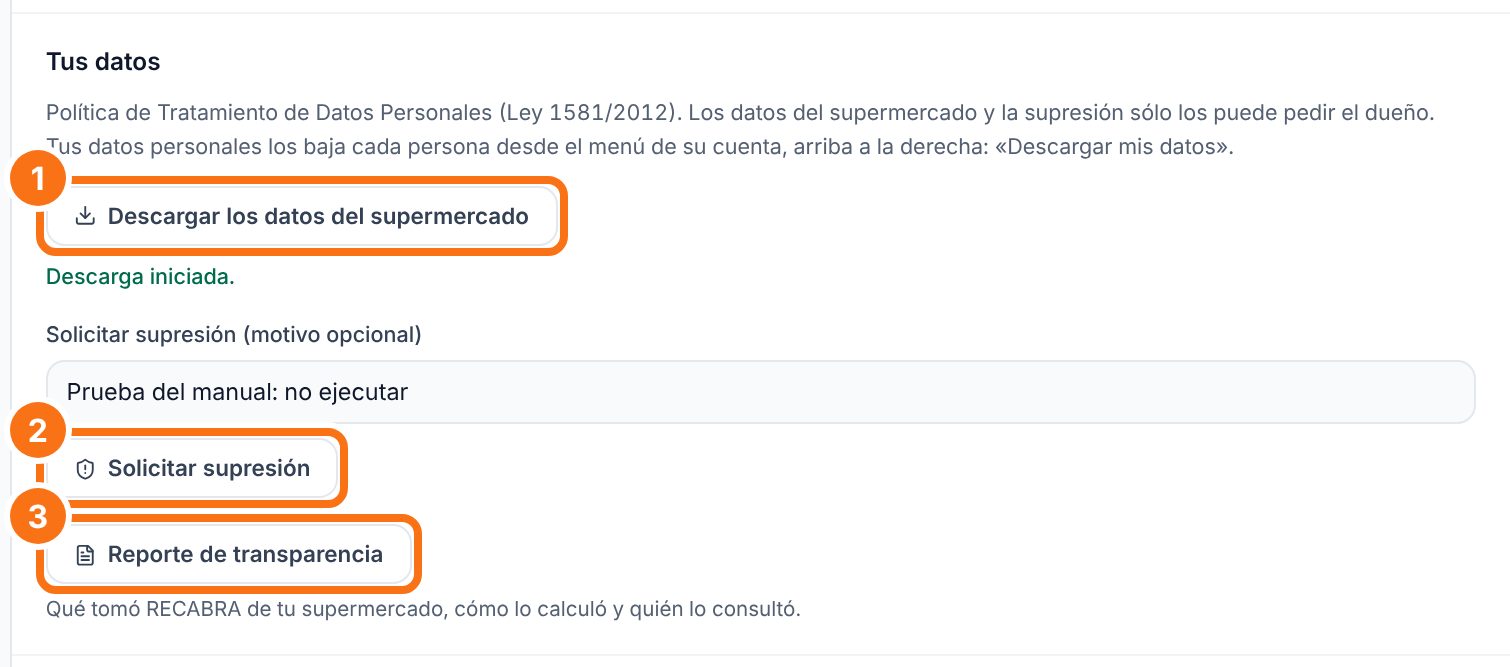 Tus datos
Política de Tratamiento de Datos Personales (Ley 1581/2012). Los datos del supermercado y la supresión sólo los puede pedir el dueño.
Tus datos personales los baja cada persona desde el menú de su cuenta, arriba a la derecha: «Descargar mis datos».
1
Descargar los datos del supermercado
Descarga iniciada.
Solicitar supresión (motivo opcional)
Prueba del manual: no ejecutar
2
Solicitar supresión
3
Reporte de transparencia
Qué tomó RECABRA de tu supermercado, cómo lo calculó y quién lo consultó.